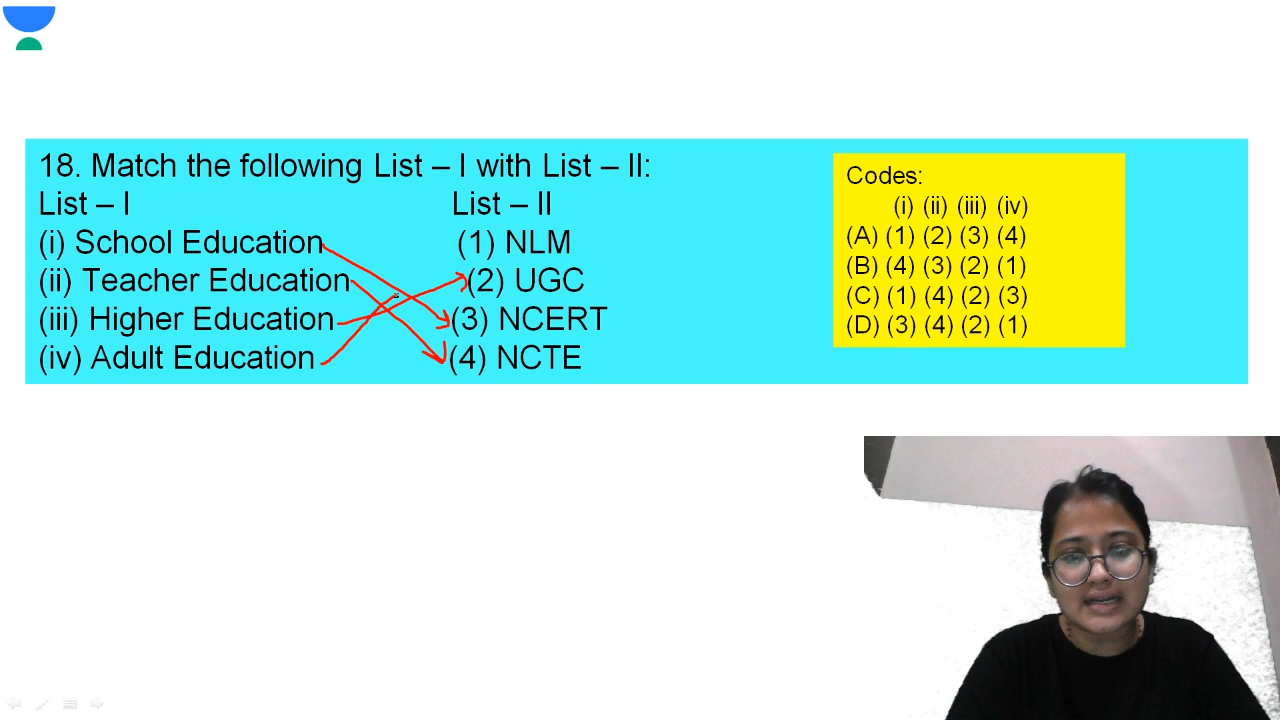 18. Match the following List – I with List – II:
List – I List – II
(i) School Education (1) NLM
(ii) Teacher Education (2) UGC
(iii) Higher Education (3) NCERT
(iv) Adult Education (4) NCTE
Codes:
(i) (ii) (iii) (iv)
(A) (1) (2) (3) (4)
(B) (4) (3) (2) (1)
(C) (1) (4) (2) (3)
(D) (3) (4) (2) (1)